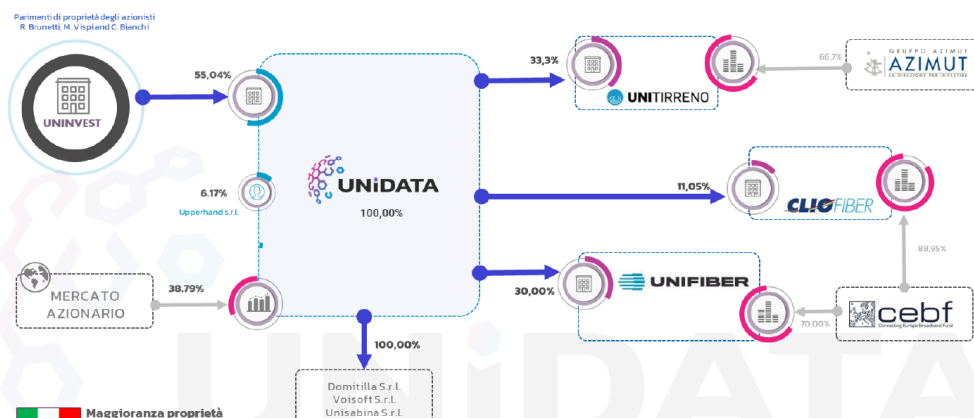 Parimenti di proprietà degli azionisti
R. Brunetti, M. Vispi and C. Bianchi
UNINVEST
55,04%
6.17%
Upperhand s.r.l.
MERCATO
AZIONARIO
38.79%
UNiDATA
100,00%
100,00%
Domitilla S.r.l.
Voisoft S.r.l.
Unisabina S.r.l.
33,3%
UNITIRRENO
66,7%
GRUPPO AZIMUT
AZIMUT
LA DIREZIONE PER INVESTIRE
11,05%
CLIOFIBER
88,95%
30,00%
UNIFIBER
70,00%
cebf
Connecting Europe Broadband Fund
Maggioranza proprietà
UNiDATA